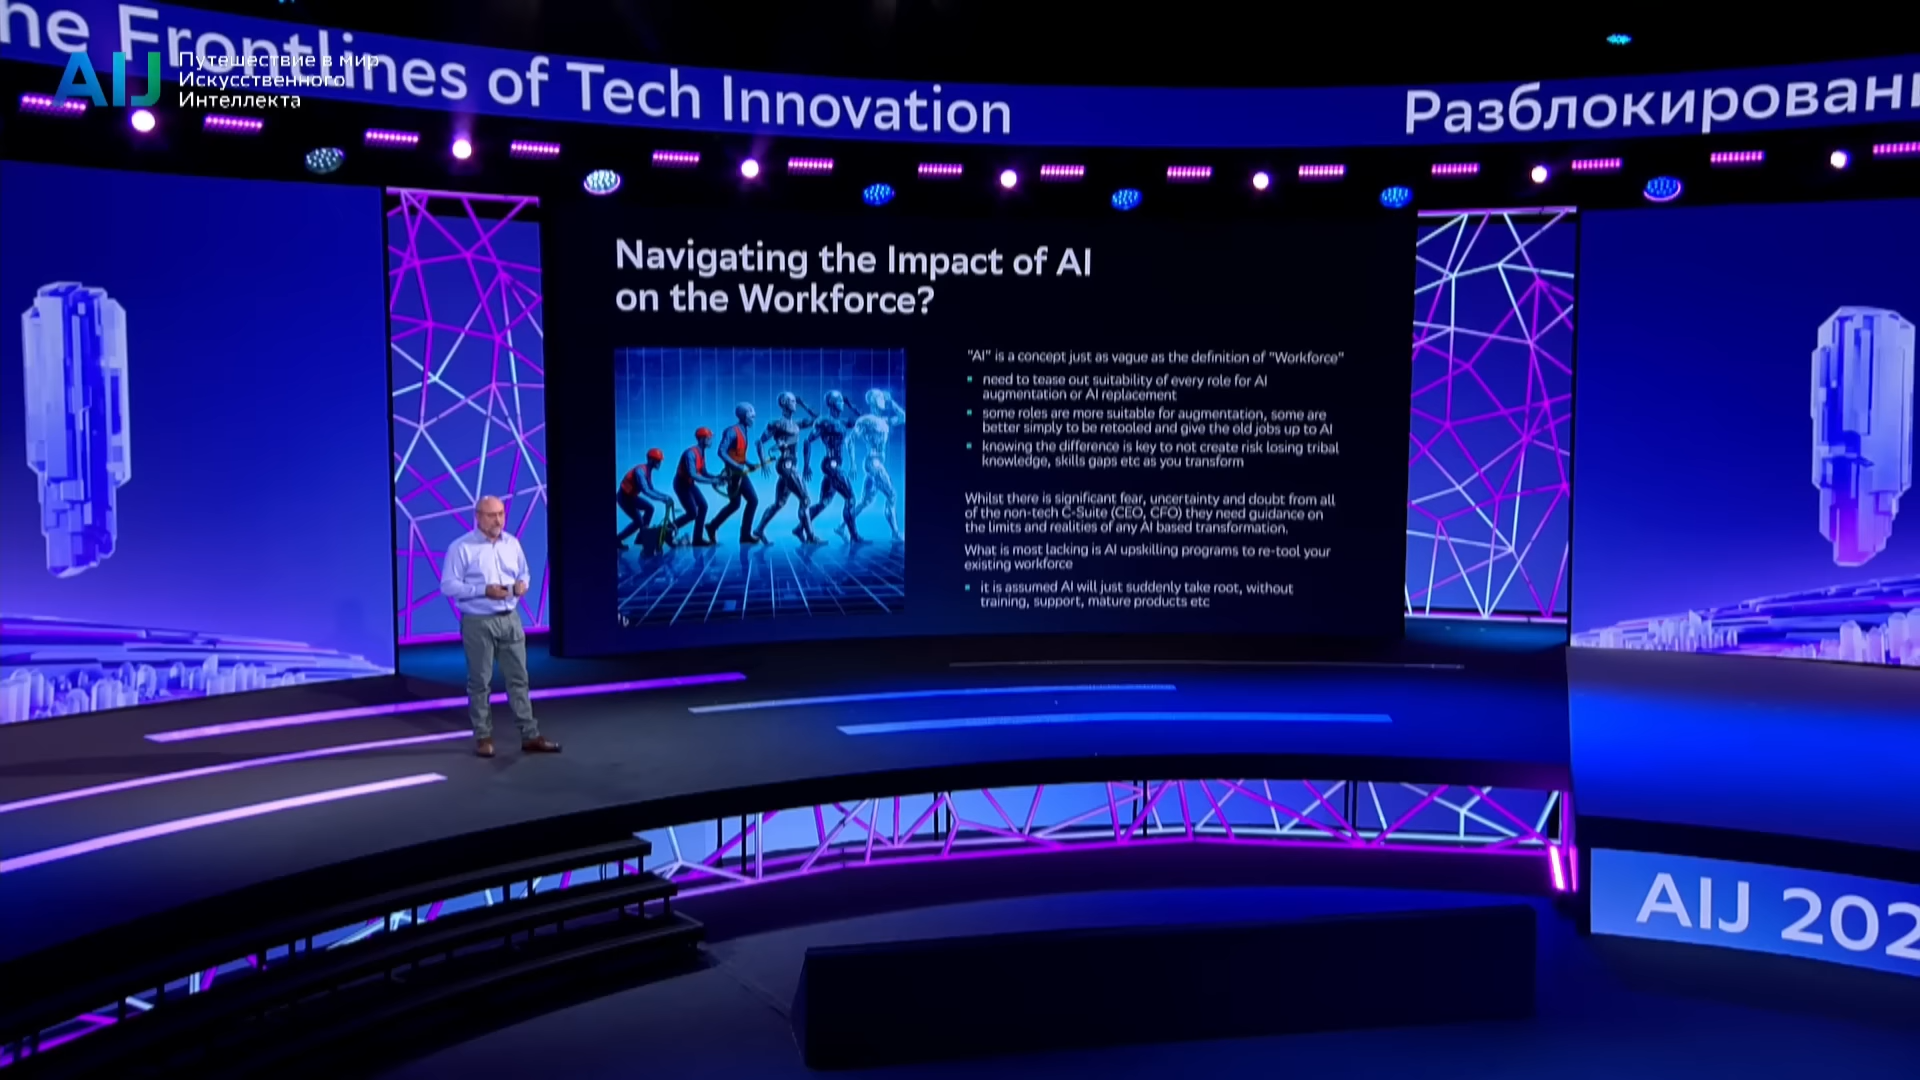 he Frontlines of Tech Innovation
Разблокирован
AIJ
Путешествие в мир
Искусственного
Интеллекта
Navigating the Impact of AI
on the Workforce?
"AI" is a concept just as vague as the definition of "Workforce"
need to tease out suitability of every role for AI
augmentation or AI replacement
some roles are more suitable for augmentation, some are
better simply to be retooled and give the old jobs up to AI
knowing the difference is key to not create risk losing tribal
knowledge, skills gaps etc as you transform
Whilst there is significant fear, uncertainty and doubt from all
of the non-tech C-Suite (CEO, CFO) they need guidance on
the limits and realities of any AI based transformation.
What is most lacking is AI upskilling programs to re-tool your
existing workforce
it is assumed AI will just suddenly take root, without
training, support, mature products etc
AIJ 202